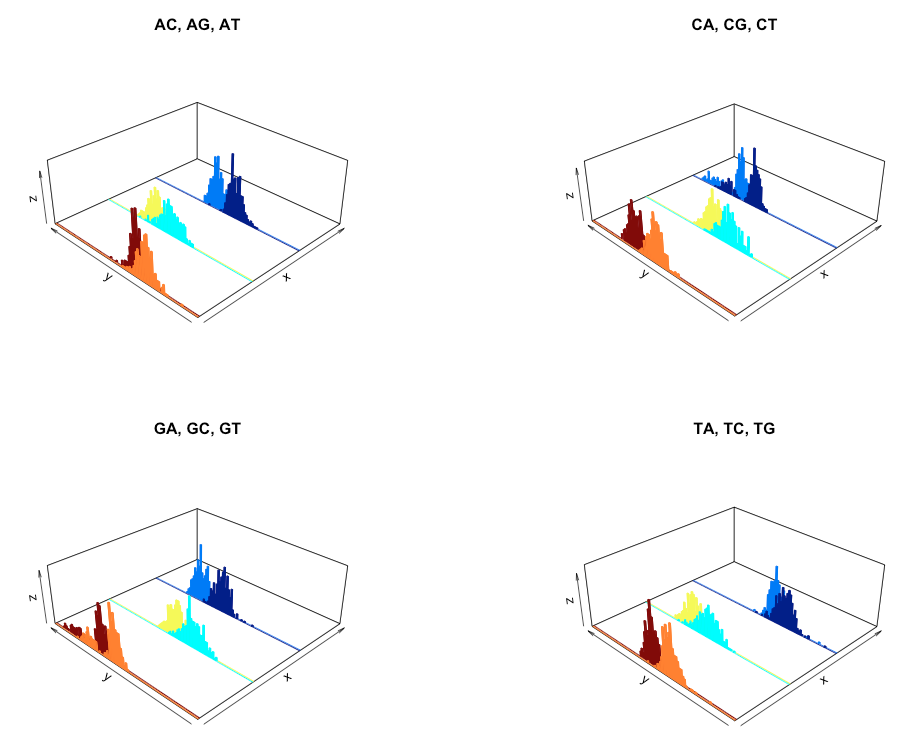 AC, AG, AT
CA, CG, CT
z
y
x
z
y
x
GA, GC, GT
TA, TC, TG
z
y
x
z
y
x